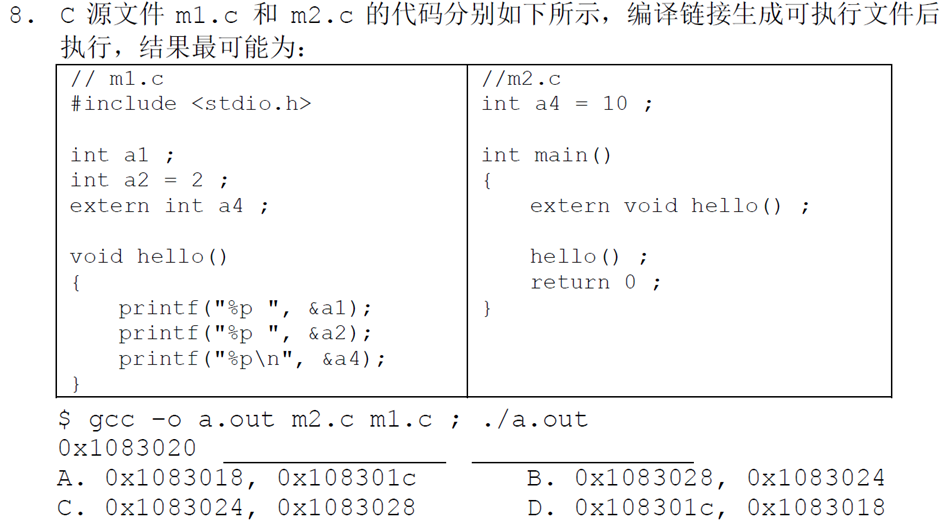 8. C 源文件 m1.c 和 m2.c 的代码分别如下所示，编译链接生成可执行文件后
执行，结果最可能为：
// m1.c
#include <stdio.h>
int a1 ;
int a2 = 2 ;
extern int a4 ;
void hello()
{
printf("%p ", &a1);
printf("%p ", &a2);
printf("%p\n", &a4);
}
//m2.c
int a4 = 10 ;
int main()
{
extern void hello() ;
hello() ;
return 0 ;
}
$ gcc –o a.out m2.c m1.c ; ./a.out
0x1083020 ________ ________
A. 0x1083018, 0x108301c B. 0x1083028, 0x1083024
C. 0x1083024, 0x1083028 D. 0x108301c, 0x1083018